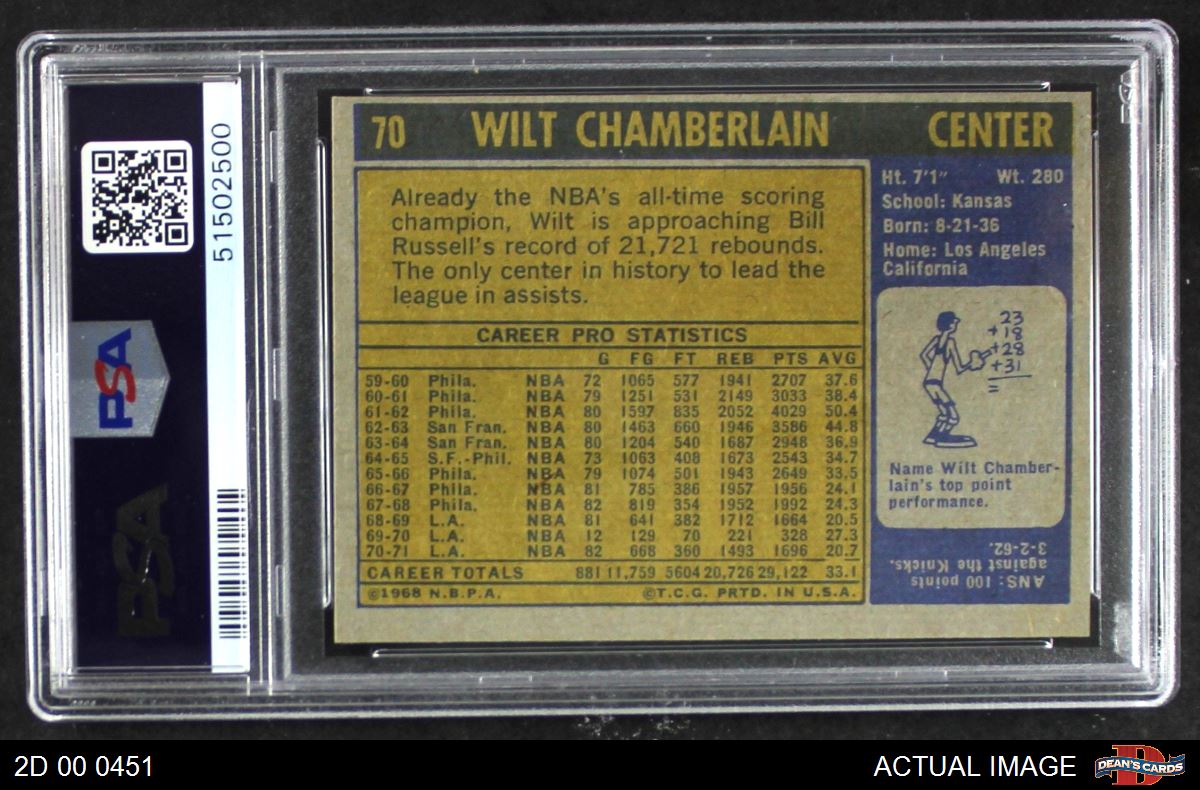 51502500
PSA
PSA
70 WILT CHAMBERLAIN CENTER
Already the NBA's all-time scoring
champion, Wilt is approaching Bill
Russell's record of 21,721 rebounds.
The only center in history to lead the
league in assists.
CAREER PRO STATISTICS
G FG FT REB PTS AVG
59-60 Phila. NBA 72 1065 577 1941 2707 37.6
60-61 Phila. NBA 79 1251 531 2149 3033 38.4
61-62 Phila. NBA 80 1597 835 2052 4029 50.4
62-63 San Fran. NBA 80 1463 660 1946 3586 44.8
63-64 San Fran. NBA 80 1204 540 1687 2948 36.9
64-65 S.F.-Phil. NBA 73 1063 408 1673 2543 34.7
65-66 Phila. NBA 79 1074 501 1943 2649 33.5
66-67 Phila. NBA 81 785 386 1957 1956 24.1
67-68 Phila. NBA 82 819 354 1952 1992 24.3
68-69 L.A. NBA 81 641 382 1712 1664 20.5
69-70 L.A. NBA 12 129 70 221 328 27.3
70-71 L.A. NBA 82 668 360 1493 1696 20.7
CAREER TOTALS 881 11,759 5604 20,726 29,122 33.1
©1968 N.B.P.A. ©T.C.G. PRTD. IN U.S.A.
Ht. 7'1" Wt. 280
School: Kansas
Born: 8-21-36
Home: Los Angeles
California
23
+18
+28
+31
=
Name Wilt Chamber-
lain's top point
performance.
ANS: 100 points
against the Knicks.
3-2-62.
2D 00 0451
ACTUAL IMAGE
DEAN'S CARDS